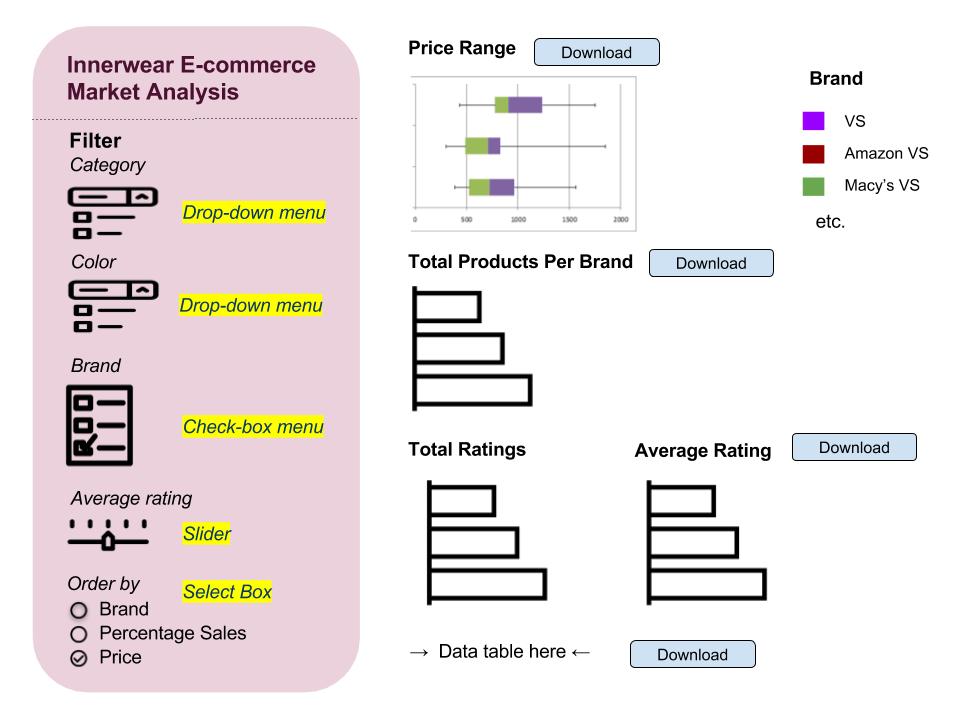 Innerwear E-commerce
Market Analysis
Filter
Category
Drop-down menu
Color
Drop-down menu
Brand
Check-box menu
Average rating
Slider
Order by
Select Box
Brand
Percentage Sales
Price
Price Range
Download
0 500 1000 1500 2000
Brand
VS
Amazon VS
Macy's VS
etc.
Total Products Per Brand
Download
Total Ratings
Average Rating
Download
→ Data table here ←
Download